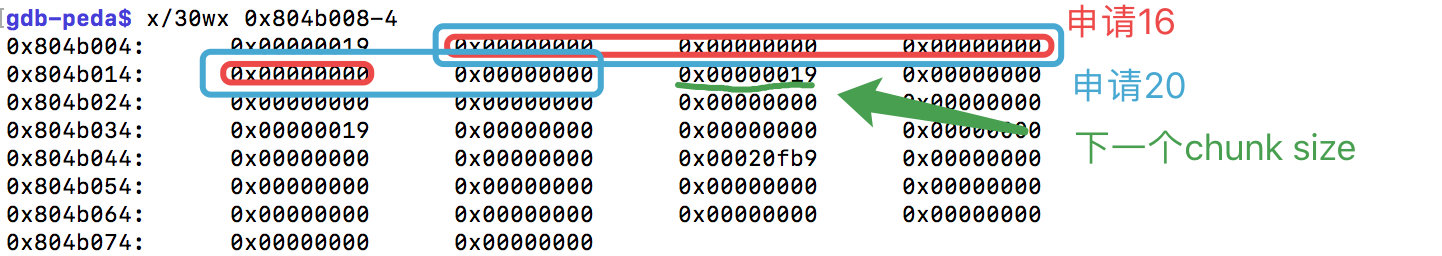 gdb-peda$ x/30wx 0x804b008-4
0x804b004: 0x00000019 0x00000000 0x00000000 0x00000000
0x804b014: 0x00000000 0x00000000 0x00000019 0x00000000
0x804b024: 0x00000000 0x00000000 0x00000000 0x00000000
0x804b034: 0x00000019 0x00000000 0x00000000 0x00000000
0x804b044: 0x00000000 0x00000000 0x00020fb9 0x00000000
0x804b054: 0x00000000 0x00000000 0x00000000 0x00000000
0x804b064: 0x00000000 0x00000000 0x00000000 0x00000000
0x804b074: 0x00000000 0x00000000
申请16
申请20
下一个chunk size